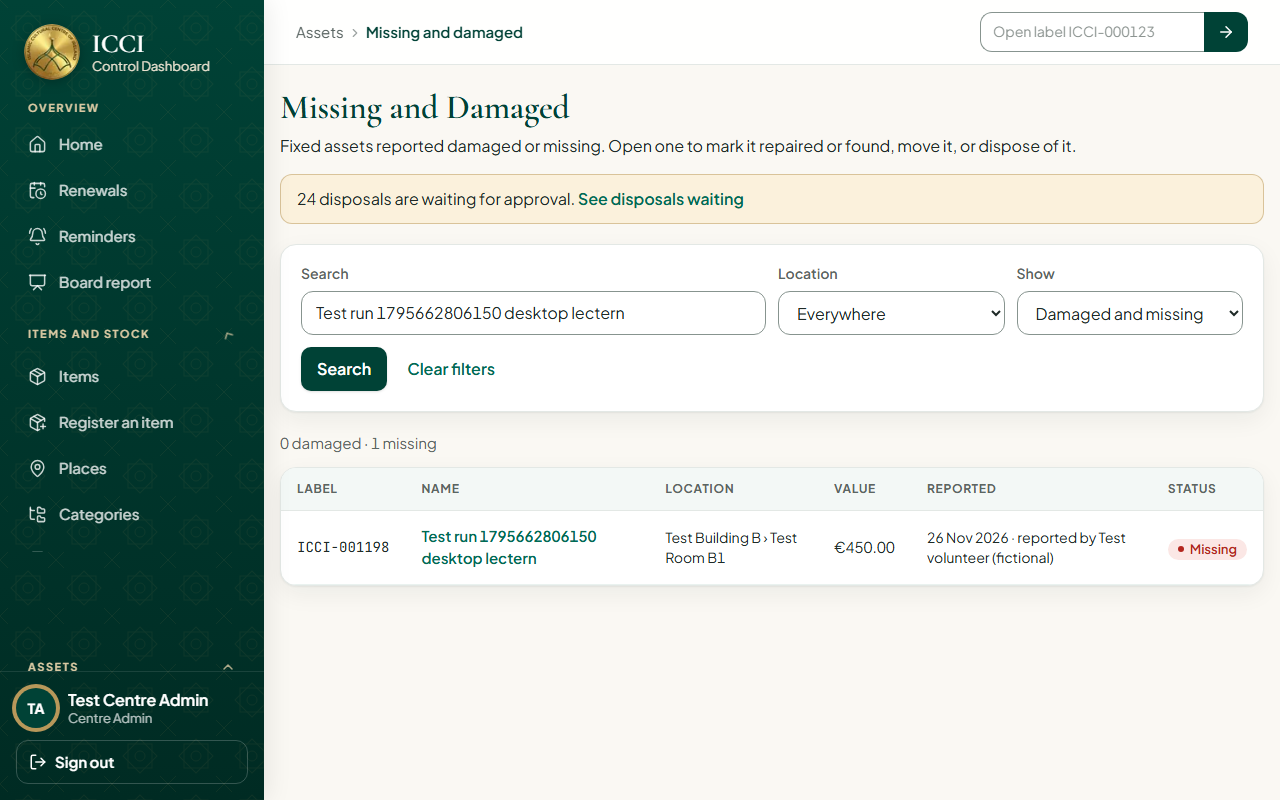 ICCI
Control Dashboard
OVERVIEW
Home
Renewals
Reminders
Board report
ITEMS AND STOCK
Items
Register an item
Places
Categories
ASSETS
TA
Test Centre Admin
Centre Admin
Sign out
Assets › Missing and damaged
Open label ICCI-000123
Missing and Damaged
Fixed assets reported damaged or missing. Open one to mark it repaired or found, move it, or dispose of it.
24 disposals are waiting for approval. See disposals waiting
Search
Location
Show
Test run 1795662806150 desktop lectern
Everywhere
Damaged and missing
Search
Clear filters
0 damaged · 1 missing
LABEL NAME LOCATION VALUE REPORTED STATUS
ICCI-001198
Test run 1795662806150
desktop lectern
Test Building B › Test
Room B1
€450.00
26 Nov 2026 · reported by Test
volunteer (fictional)
Missing